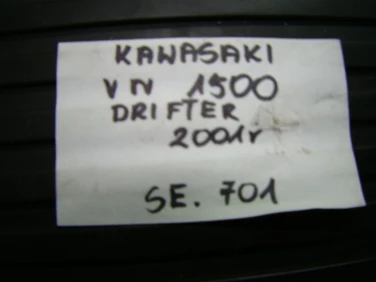 KAWASAKI
VN 1500
DRIFTER
2001r
SE. 701